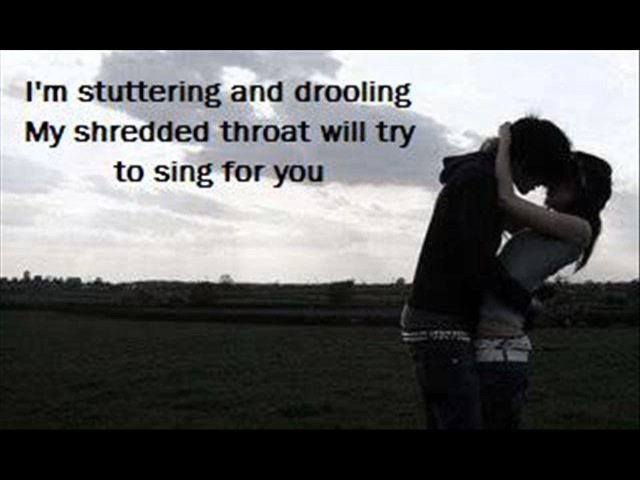 I'm stuttering and drooling
My shredded throat will try
to sing for you